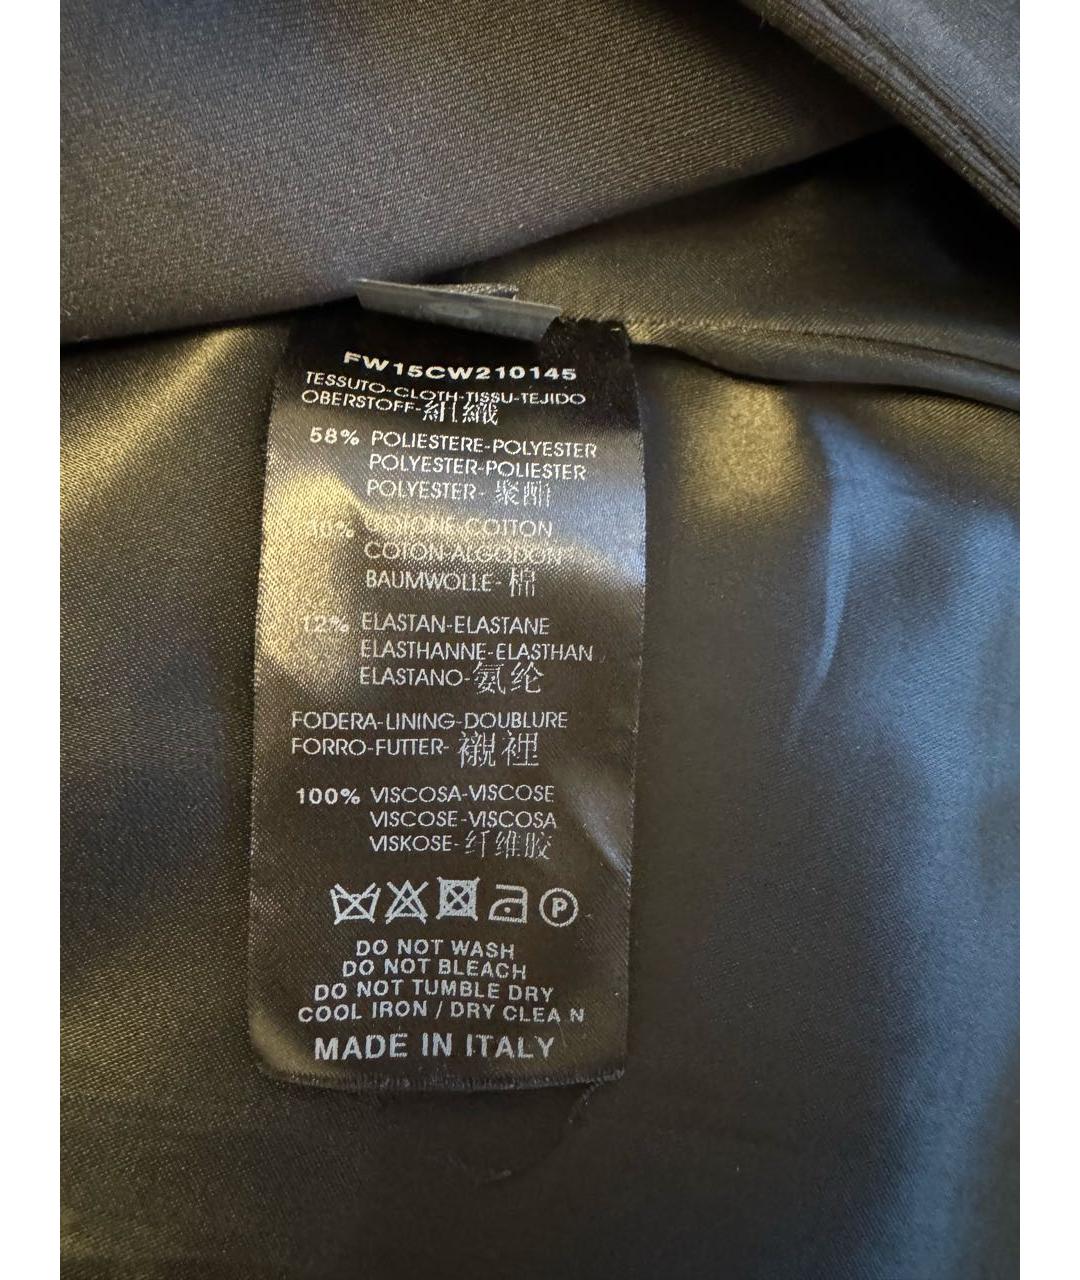 FW15CW210145
TESSUTO-CLOTH-TISSU-TEJIDO
OBERSTOFF-組織
58% POLIESTERE-POLYESTER
POLYESTER-POLIESTER
POLYESTER-聚酯
COTONE-COTTON
COTON-ALGODON
BAUMWOLLE-棉
12% ELASTAN-ELASTANE
ELASTHANNE-ELASTHAN
ELASTANO-氨纶
FODERA-LINING-DOUBLURE
FORRO-FUTTER-襯裡
100% VISCOSA-VISCOSE
VISCOSE-VISCOSA
VISKOSE-纤维胶
P
DO NOT WASH
DO NOT BLEACH
DO NOT TUMBLE DRY
COOL IRON / DRY CLEA N
MADE IN ITALY